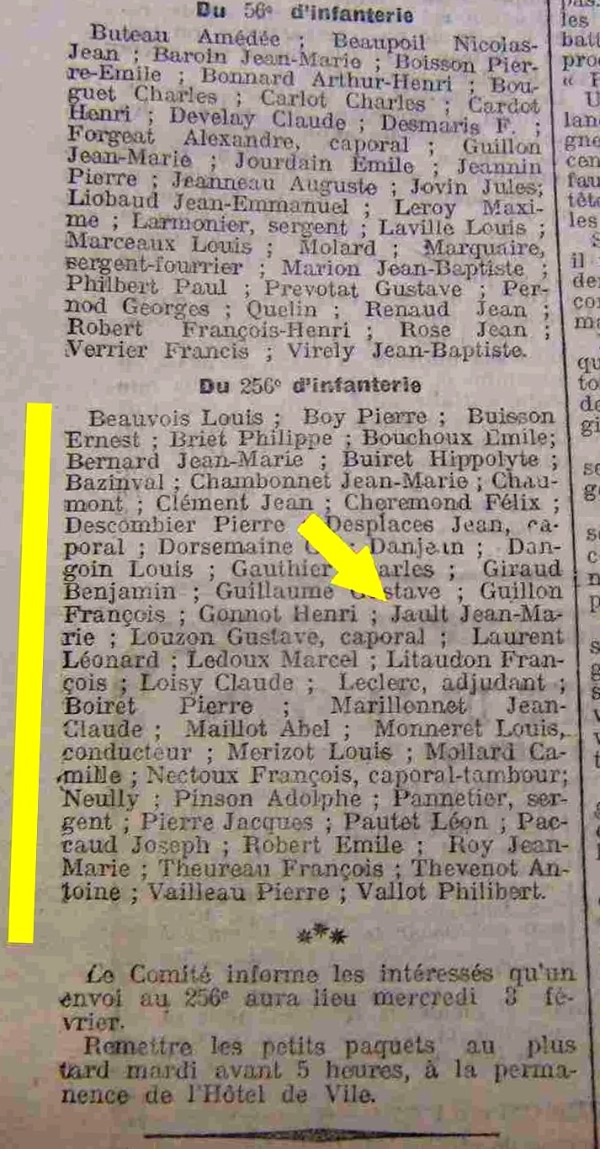 Du 56e d'infanterie
Buteau Amédée ; Beaupoil Nicolas-
Jean ; Baroin Jean-Marie ; Boisson Pier-
re-Emile ; Bonnard Arthur-Henri ; Bou-
guet Charles ; Carlot Charles ; Cardot
Henri ; Develay Claude ; Desmaris F. ;
Forgeat Alexandre, caporal ; Guillon
Jean-Marie ; Jourdain Emile ; Jeannin
Pierre ; Jeanneau Auguste ; Jovin Jules;
Liobaud Jean-Emmanuel ; Leroy Maxi-
me ; Larmonier, sergent ; Laville Louis ;
Marceaux Louis ; Molard ; Marquaire,
sergent-fourrier ; Marion Jean-Baptiste ;
Philbert Paul ; Prevotat Gustave ; Per-
nod Georges ; Quelin ; Renaud Jean ;
Robert François-Henri ; Rose Jean ;
Verrier Francis ; Virely Jean-Baptiste.
Du 256e d'infanterie
Beauvois Louis ; Boy Pierre ; Buisson
Ernest ; Briet Philippe ; Bouchoux Emile;
Bernard Jean-Marie ; Buiret Hippolyte ;
Bazinval ; Chambonnet Jean-Marie ; Chau-
mont ; Clément Jean ; Cheremond Félix ;
Descombier Pierre Desplaces Jean, ca-
poral ; Dorsemaine ; Danjean ; Dan-
goin Louis ; Gauthier ; Giraud
Benjamin ; Guillaume ; Guillon
François ; Gonnot Henri ; Jault Jean-Ma-
rie ; Louzon Gustave, caporal ; Laurent
Léonard ; Ledoux Marcel ; Litaudon Fran-
çois ; Loisy Claude ; Leclerc, adjudant ;
Boiret Pierre ; Marillonnet Jean-
Claude ; Maillot Abel ; Monneret Louis,
conducteur ; Merizot Louis ; Mollard Ca-
mille ; Nectoux François, caporal-tambour;
Neully ; Pinson Adolphe ; Pannetier, ser-
gent ; Pierre Jacques ; Pautet Léon ; Pac-
caud Joseph ; Robert Emile ; Roy Jean-
Marie ; Theureau François ; Thevenot An-
toine ; Vailleau Pierre ; Vallot Philibert.
***
Le Comité informe les intéressés qu'un
envoi au 256e aura lieu mercredi 3 fé-
vrier.
Remettre les petits paquets au plus
tard mardi avant 5 heures, à la perma-
nence de l'Hôtel de Vile.